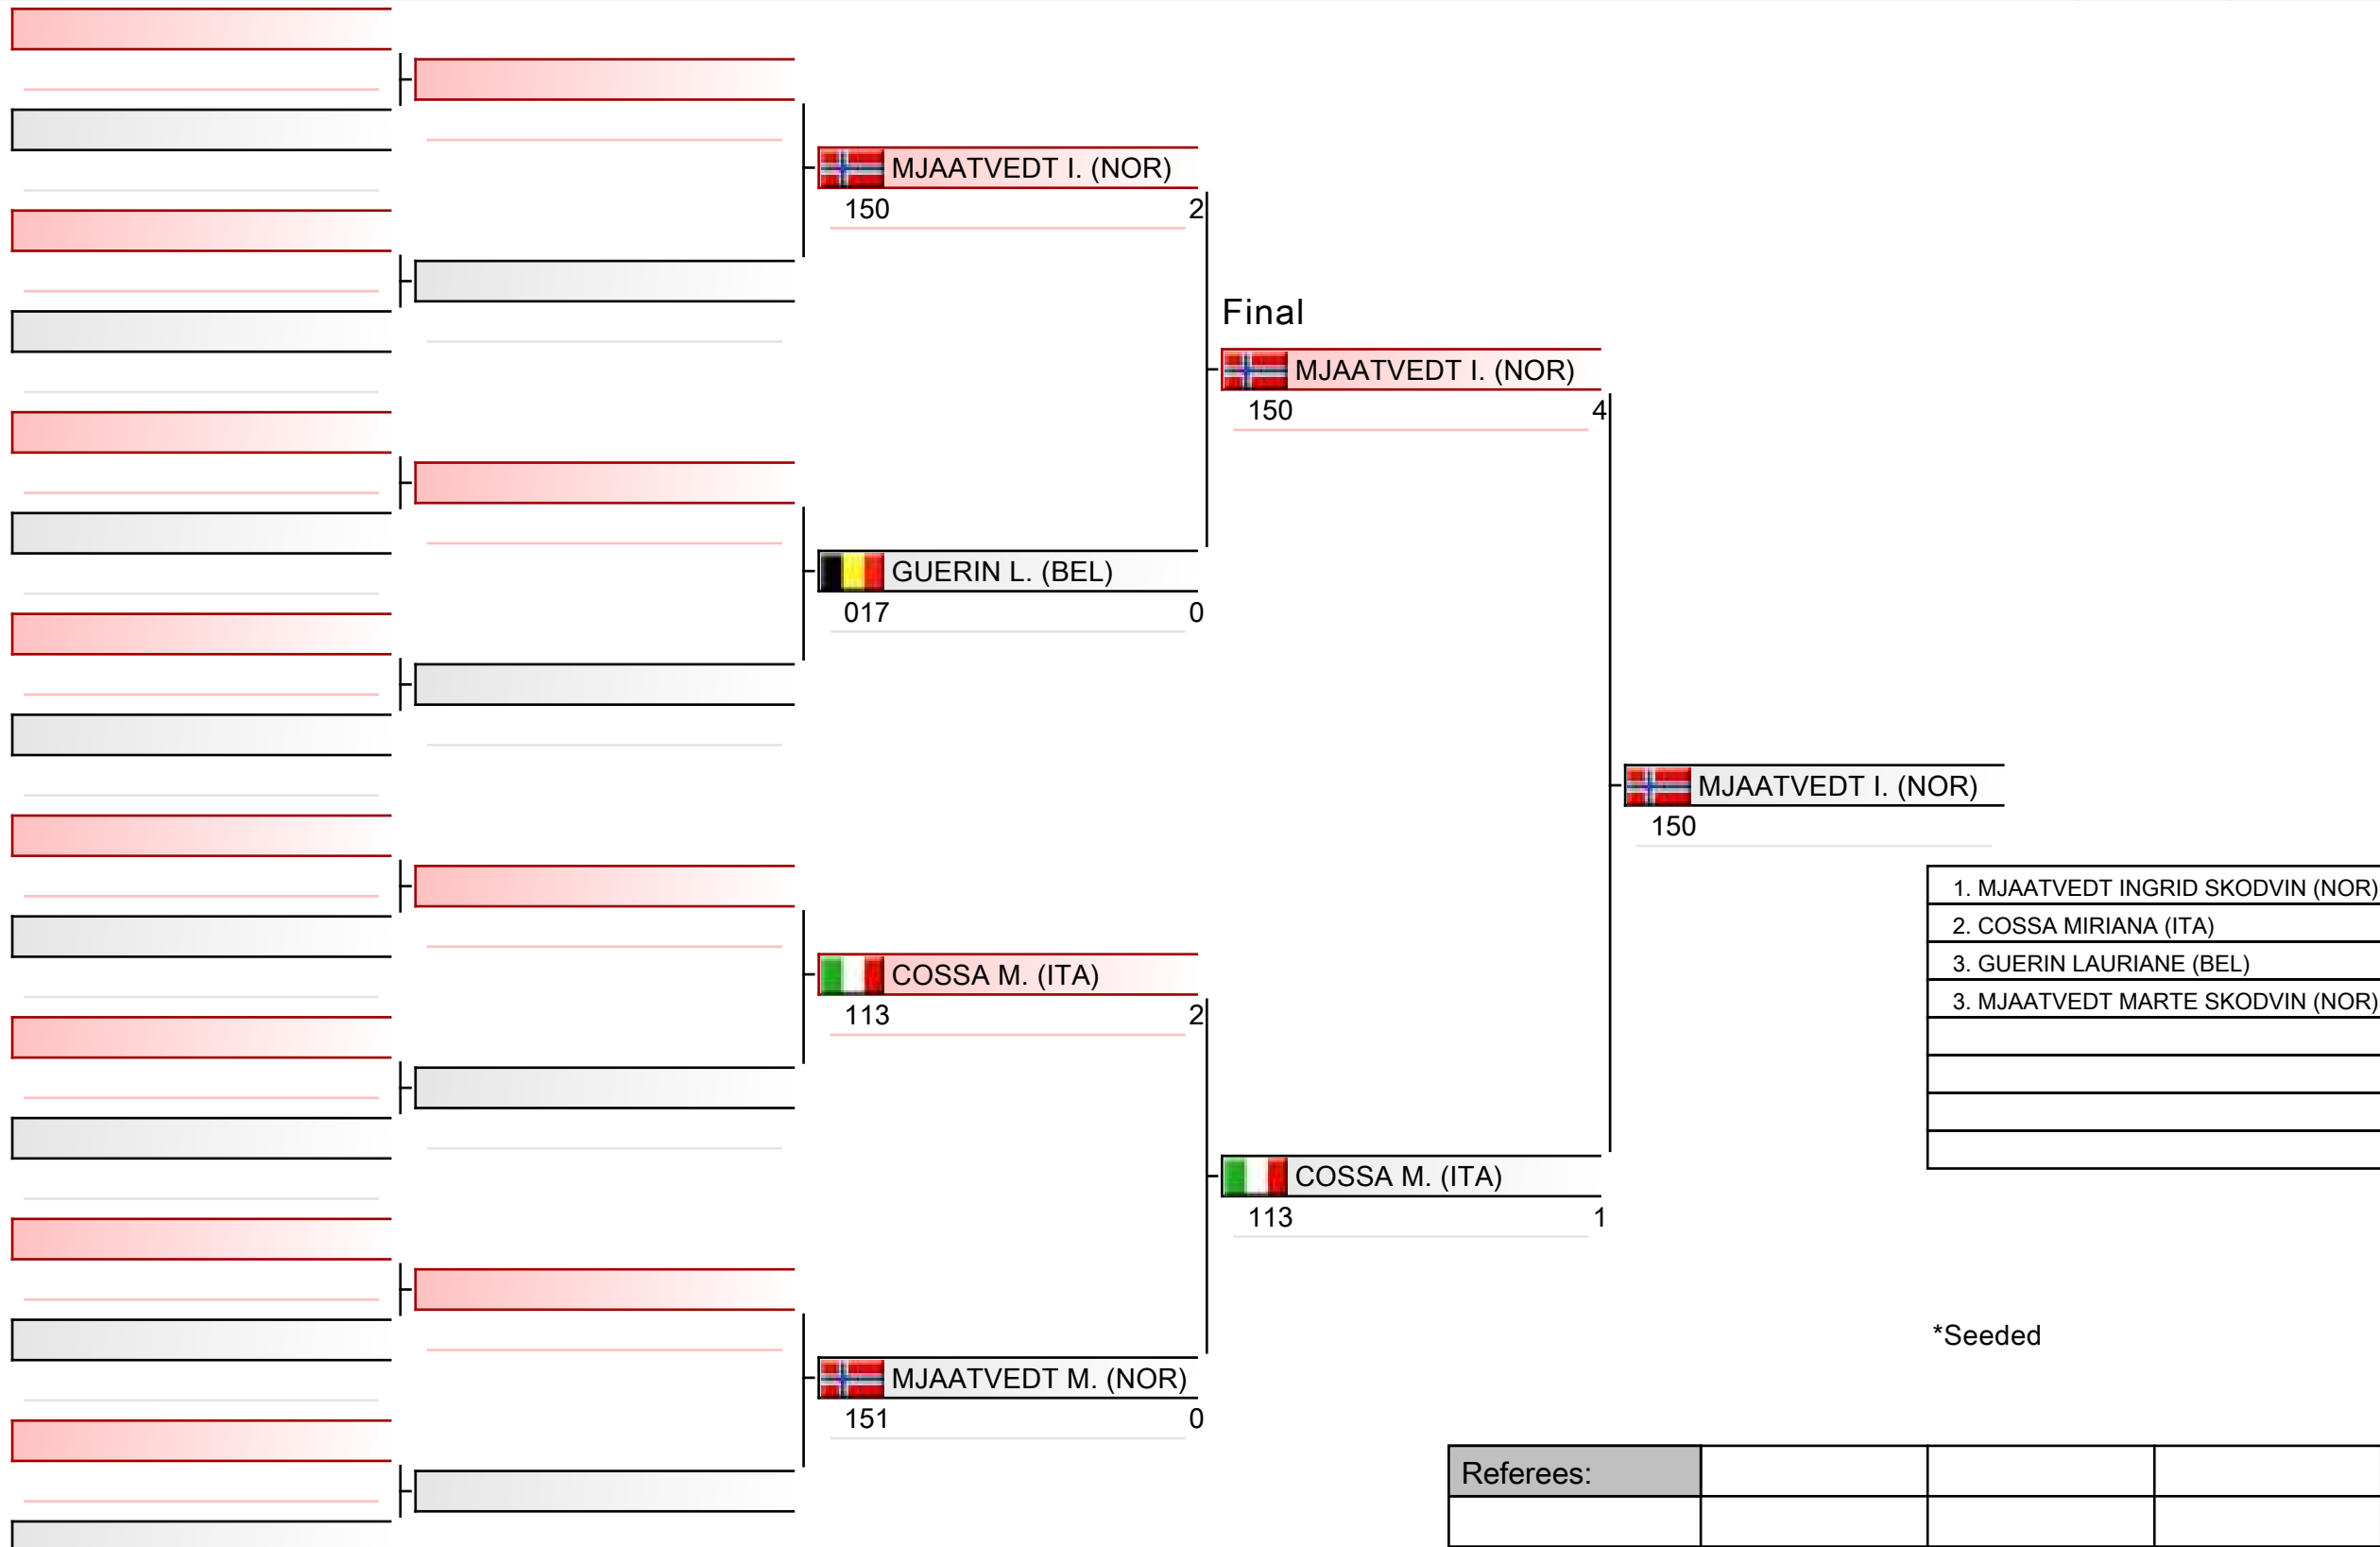 MJAATVEDT I. (NOR)
150 2
Final
MJAATVEDT I. (NOR)
150 4
GUERIN L. (BEL)
017 0
MJAATVEDT I. (NOR)
150
1. MJAATVEDT INGRID SKODVIN (NOR)
2. COSSA MIRIANA (ITA)
3. GUERIN LAURIANE (BEL)
3. MJAATVEDT MARTE SKODVIN (NOR)
COSSA M. (ITA)
113 2
COSSA M. (ITA)
113 1
*Seeded
MJAATVEDT M. (NOR)
151 0
Referees: